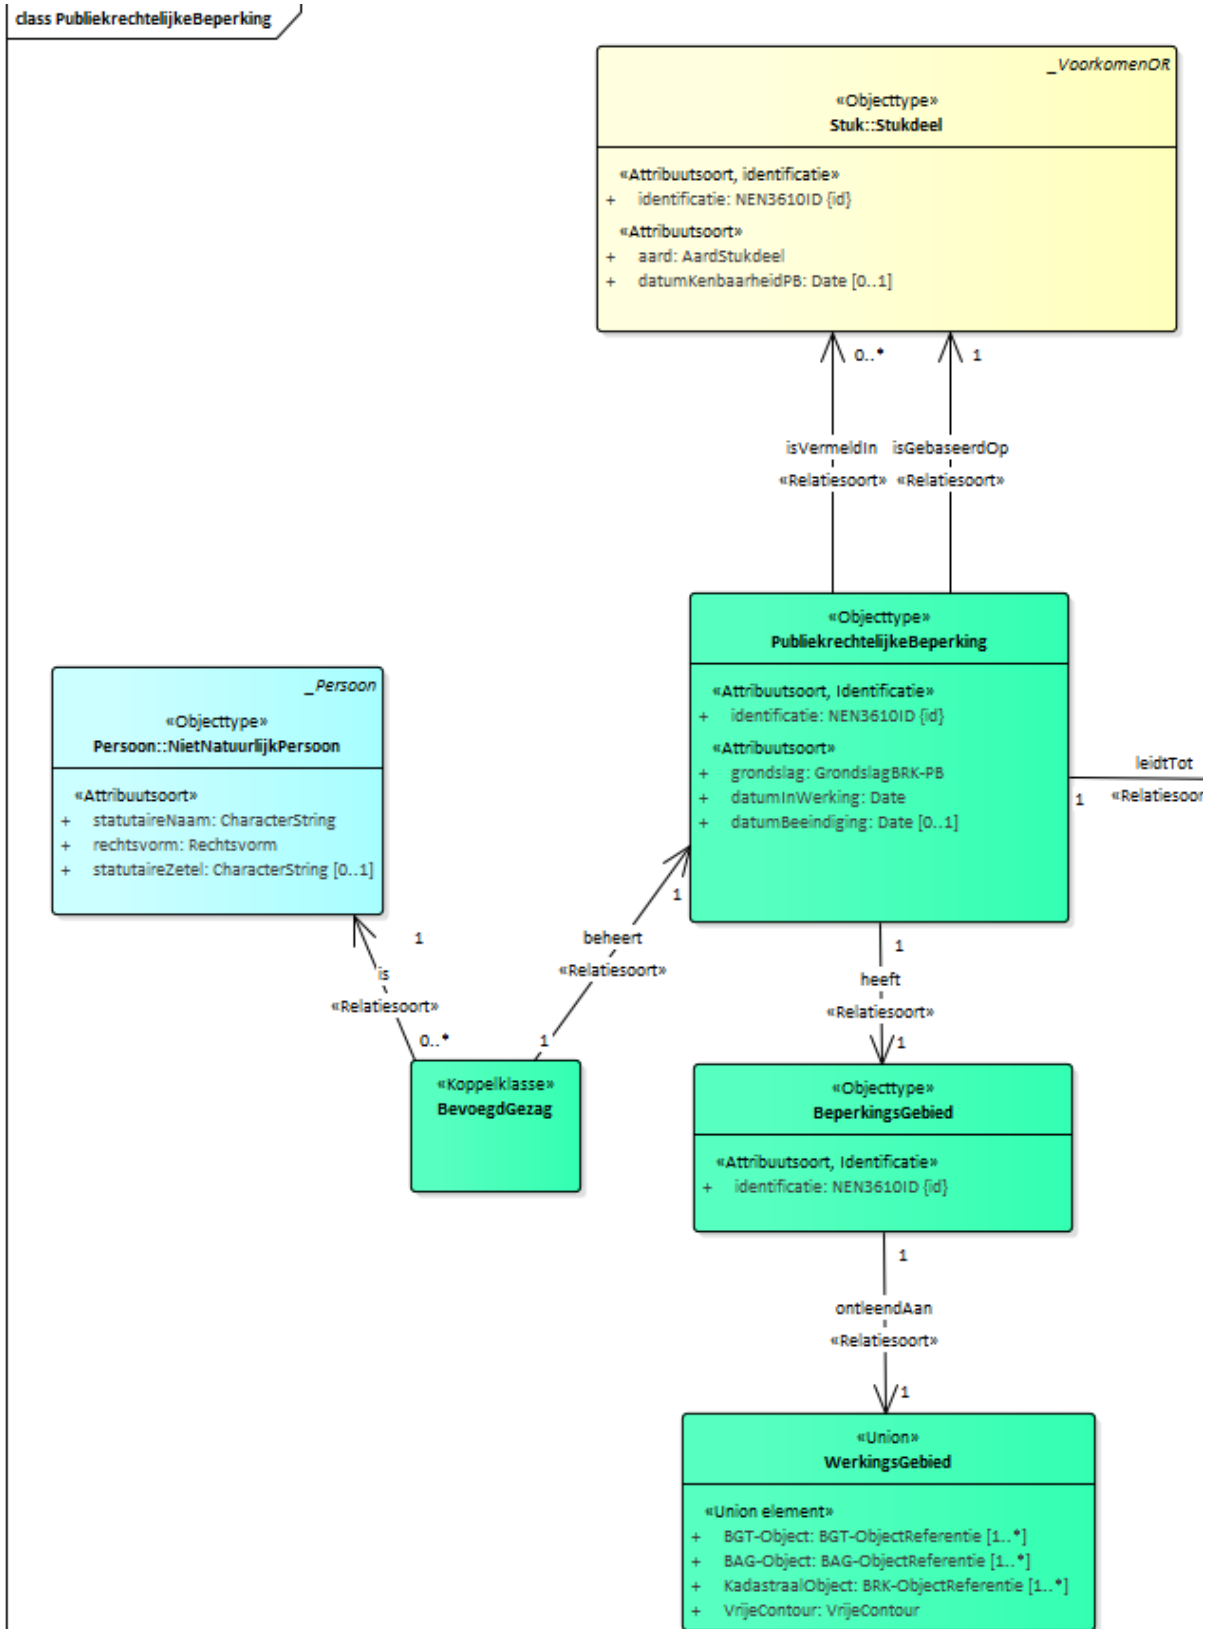 class PubliekrechtelijkeBeperking
_VoorkomenOR
«Objecttype»
Stuk::Stukdeel
«Attribuutsoort, identificatie»
+ identificatie: NEN3610ID {id}
«Attribuutsoort»
+ aard: AardStukdeel
+ datumKenbaarheidPB: Date [0..1]
0..* 1
isVermeldIn isGebaseerdOp
«Relatiesoort» «Relatiesoort»
«Objecttype»
PubliekrechtelijkeBeperking
«Attribuutsoort, Identificatie»
+ identificatie: NEN3610ID {id}
«Attribuutsoort»
+ grondslag: GrondslagBRK-PB
+ datumInWerking: Date
+ datumBeeindiging: Date [0..1]
leidtTot
1 «Relatiesoor
_Persoon
«Objecttype»
Persoon::NietNatuurlijkPersoon
«Attribuutsoort»
+ statutaireNaam: CharacterString
+ rechtsvorm: Rechtsvorm
+ statutaireZetel: CharacterString [0..1]
1
is
«Relatiesoort»
0..*
1
beheert
«Relatiesoort»
1
«Koppelklasse»
BevoegdGezag
1
heeft
«Relatiesoort»
1
«Objecttype»
BeperkingsGebied
«Attribuutsoort, Identificatie»
+ identificatie: NEN3610ID {id}
1
ontleendAan
«Relatiesoort»
1
«Union»
WerkingsGebied
«Union element»
+ BGT-Object: BGT-ObjectReferentie [1..*]
+ BAG-Object: BAG-ObjectReferentie [1..*]
+ KadastraalObject: BRK-ObjectReferentie [1..*]
+ VrijeContour: VrijeContour